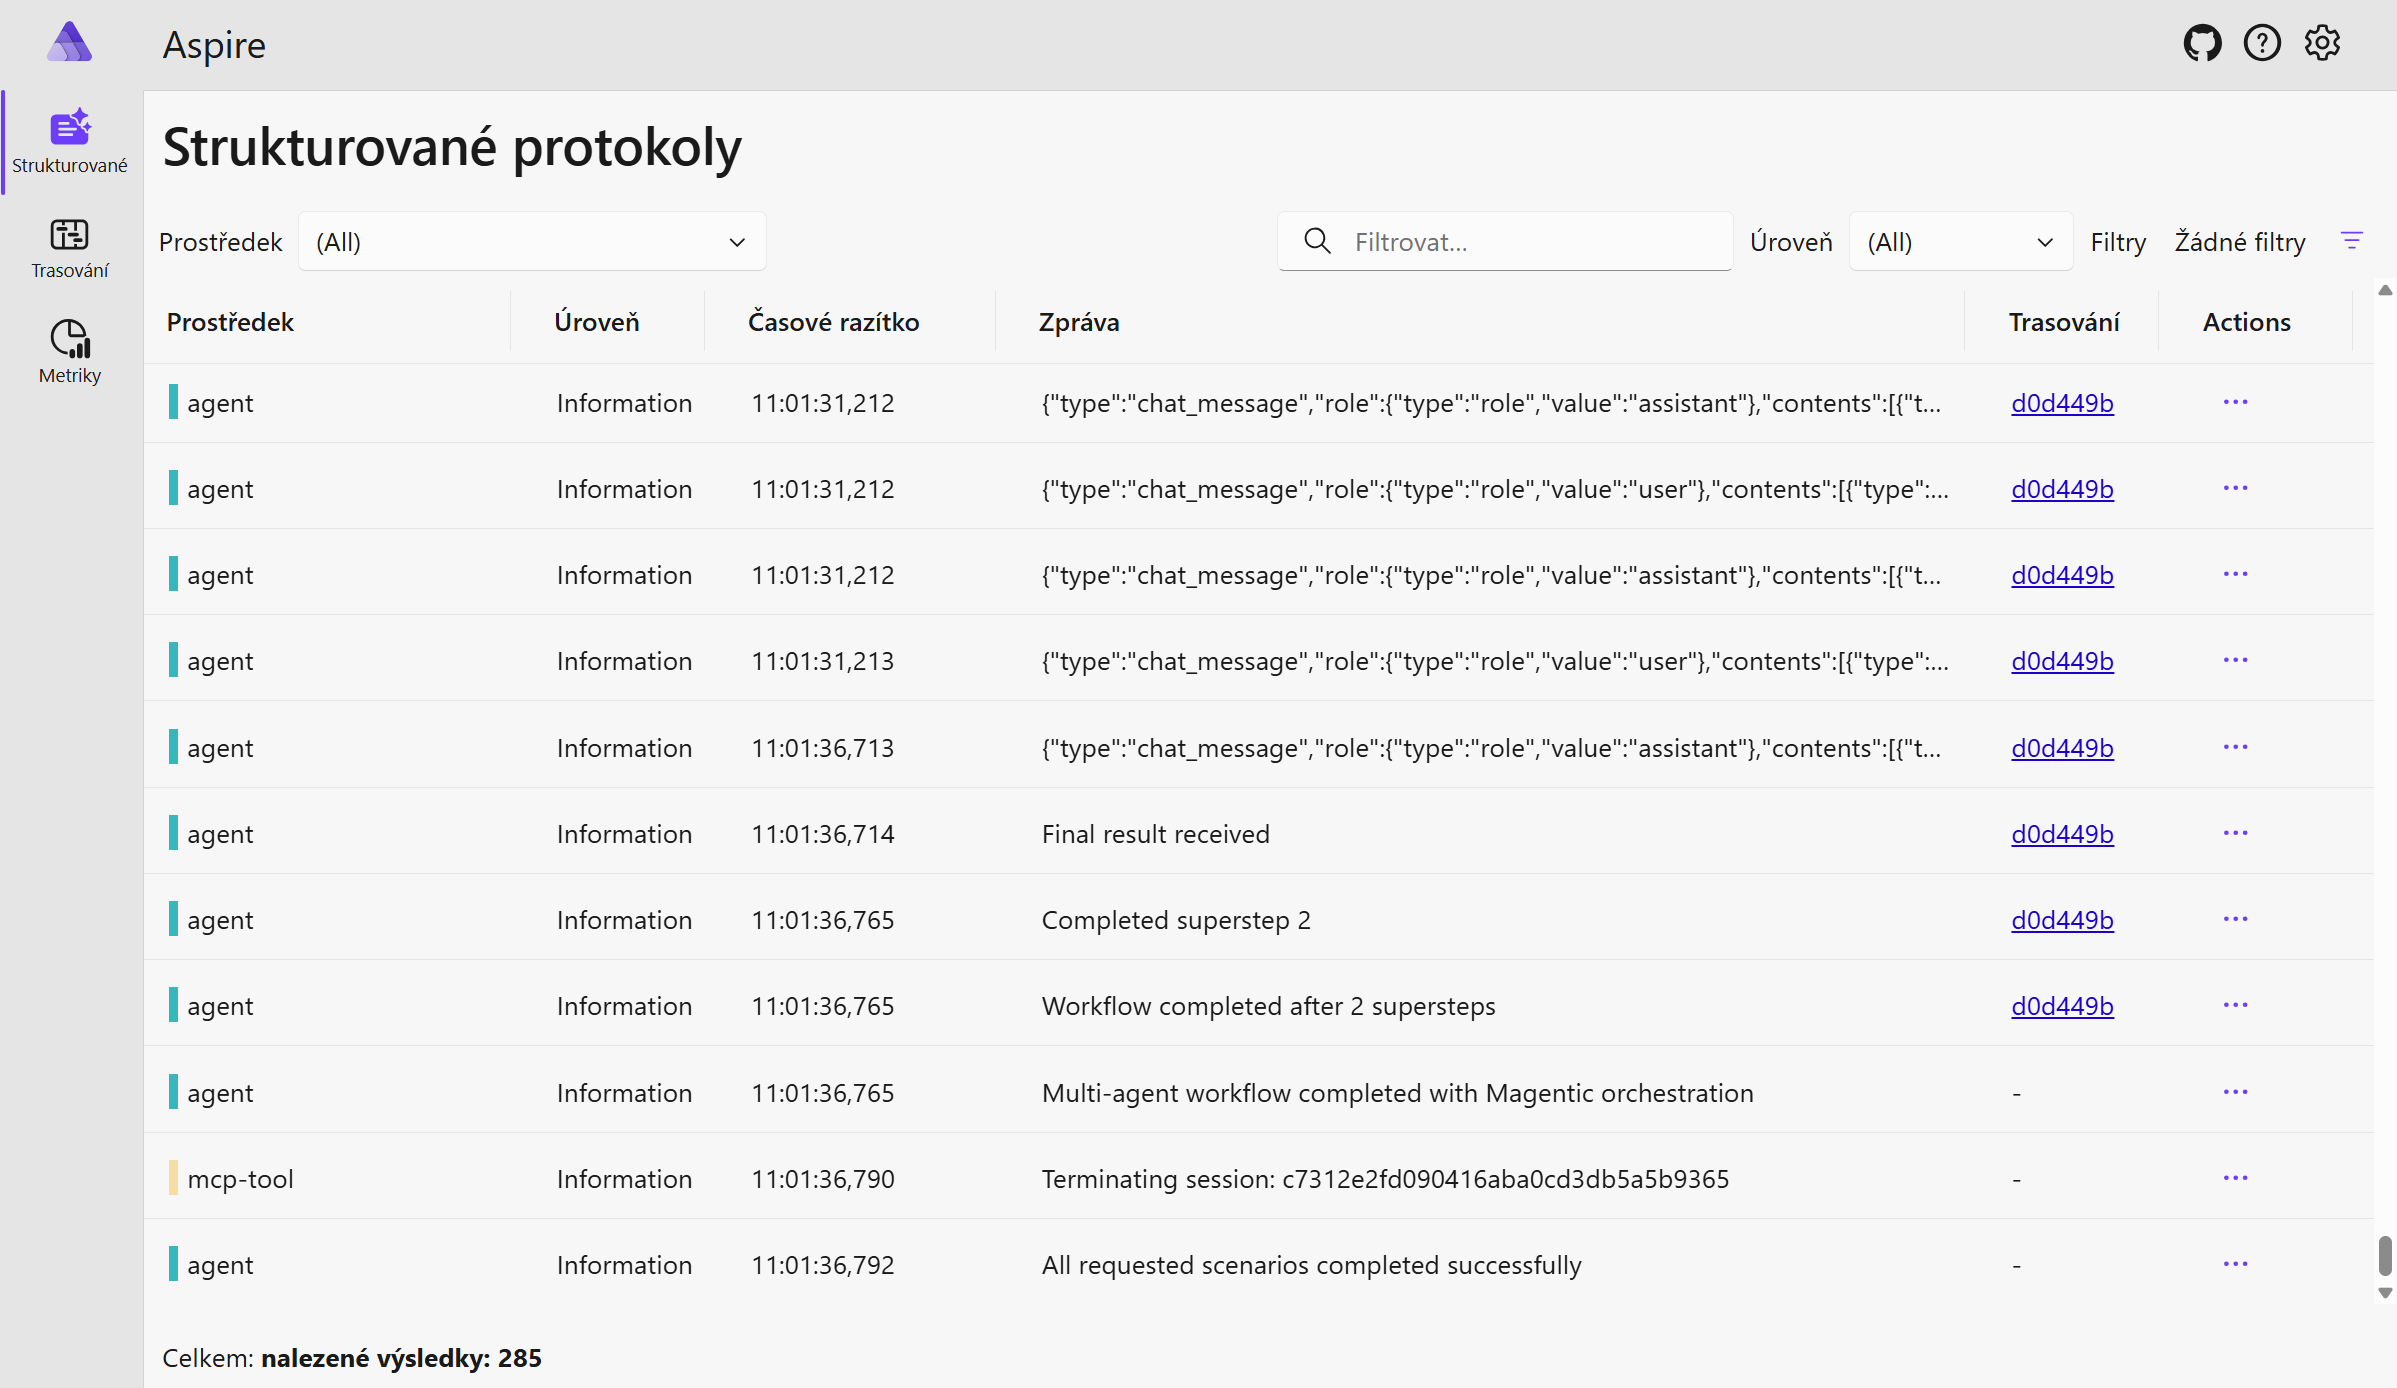 Aspire
Strukturované
Trasování
Metriky
Strukturované protokoly
Prostředek (All) Filtrovat... Úroveň (All) Filtry Žádné filtry
Prostředek Úroveň Časové razítko Zpráva Trasování Actions
agent Information 11:01:31,212 {"type":"chat_message","role":{"type":"role","value":"assistant"},"contents":[{"t... d0d449b ...
agent Information 11:01:31,212 {"type":"chat_message","role":{"type":"role","value":"user"},"contents":[{"type":... d0d449b ...
agent Information 11:01:31,212 {"type":"chat_message","role":{"type":"role","value":"assistant"},"contents":[{"t... d0d449b ...
agent Information 11:01:31,213 {"type":"chat_message","role":{"type":"role","value":"user"},"contents":[{"type":... d0d449b ...
agent Information 11:01:36,713 {"type":"chat_message","role":{"type":"role","value":"assistant"},"contents":[{"t... d0d449b ...
agent Information 11:01:36,714 Final result received d0d449b ...
agent Information 11:01:36,765 Completed superstep 2 d0d449b ...
agent Information 11:01:36,765 Workflow completed after 2 supersteps d0d449b ...
agent Information 11:01:36,765 Multi-agent workflow completed with Magentic orchestration - ...
mcp-tool Information 11:01:36,790 Terminating session: c7312e2fd090416aba0cd3db5a5b9365 - ...
agent Information 11:01:36,792 All requested scenarios completed successfully - ...
Celkem: nalezené výsledky: 285